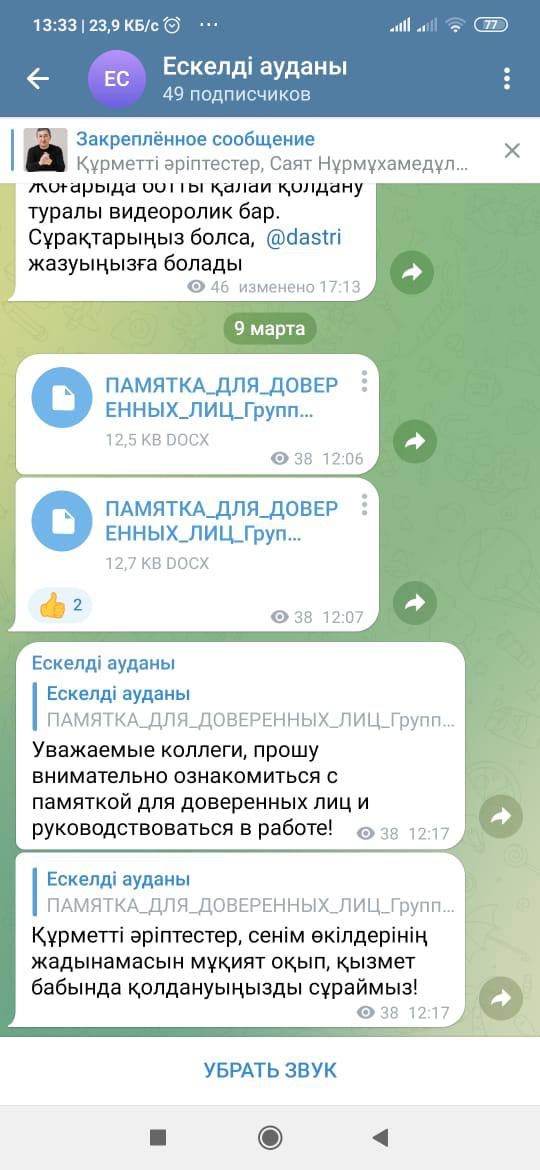 13:33 | 23,9 КБ/с ...
77
ЕС
Ескелді ауданы
49 подписчиков
Закреплённое сообщение
Құрметті әріптестер, Саят Нұрмұхамедұл...
Жоғарыда ботты қалай қолдану
туралы видеоролик бар.
Сұрақтарыңыз болса, @dastri
жазуыңызға болады
46 изменено 17:13
9 марта
ПАМЯТКА_ДЛЯ_ДОВЕР
ЕННЫХ_ЛИЦ_Групп...
12,5 KB DOCX
38 12:06
ПАМЯТКА_ДЛЯ_ДОВЕР
ЕННЫХ_ЛИЦ_Груп...
12,7 KB DOCX
2
38 12:07
Ескелді ауданы
Ескелді ауданы
ПАМЯТКА_ДЛЯ_ДОВЕРЕННЫХ_ЛИЦ_Групп...
Уважаемые коллеги, прошу
внимательно ознакомиться с
памяткой для доверенных лиц и
руководствоваться в работе! 38 12:17
Ескелді ауданы
ПАМЯТКА_ДЛЯ_ДОВЕРЕННЫХ_ЛИЦ_Групп...
Құрметті әріптестер, сенім өкілдерінің
жадынамасын мұқият оқып, қызмет
бабында қолдануыңызды сұраймыз!
38 12:17
УБРАТЬ ЗВУК